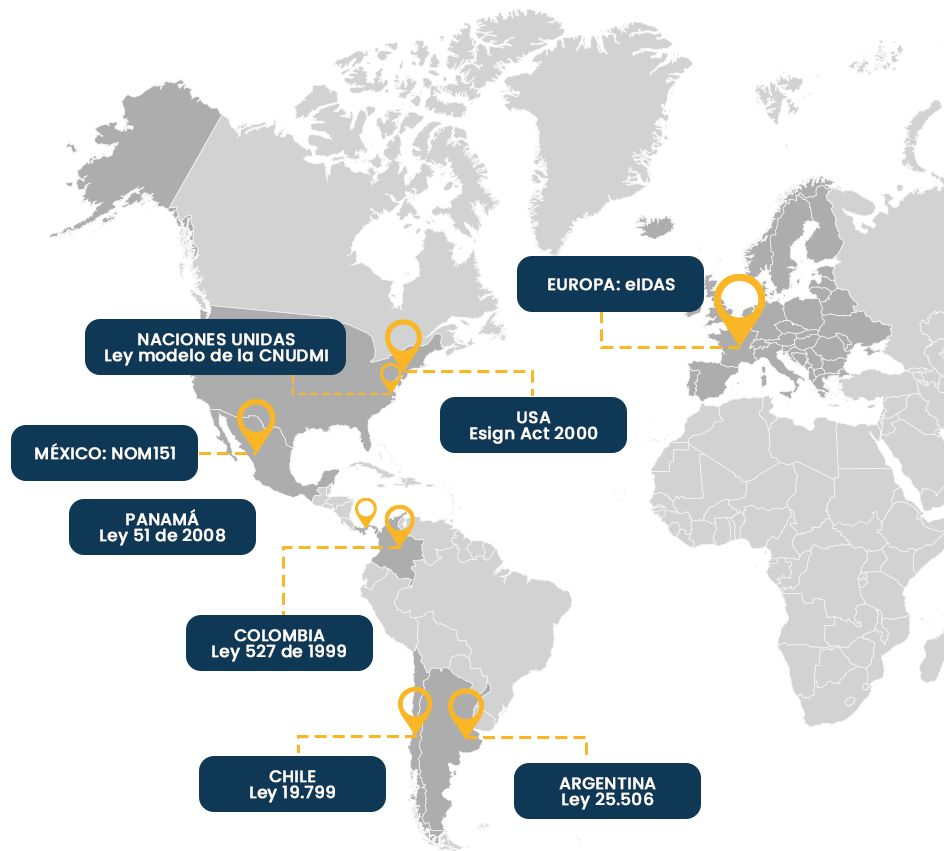 EUROPA: eIDAS
NACIONES UNIDAS
Ley modelo de la CNUDMI
USA
Esign Act 2000
MÉXICO: NOM151
PANAMÁ
Ley 51 de 2008
COLOMBIA
Ley 527 de 1999
CHILE
Ley 19.799
ARGENTINA
Ley 25.506